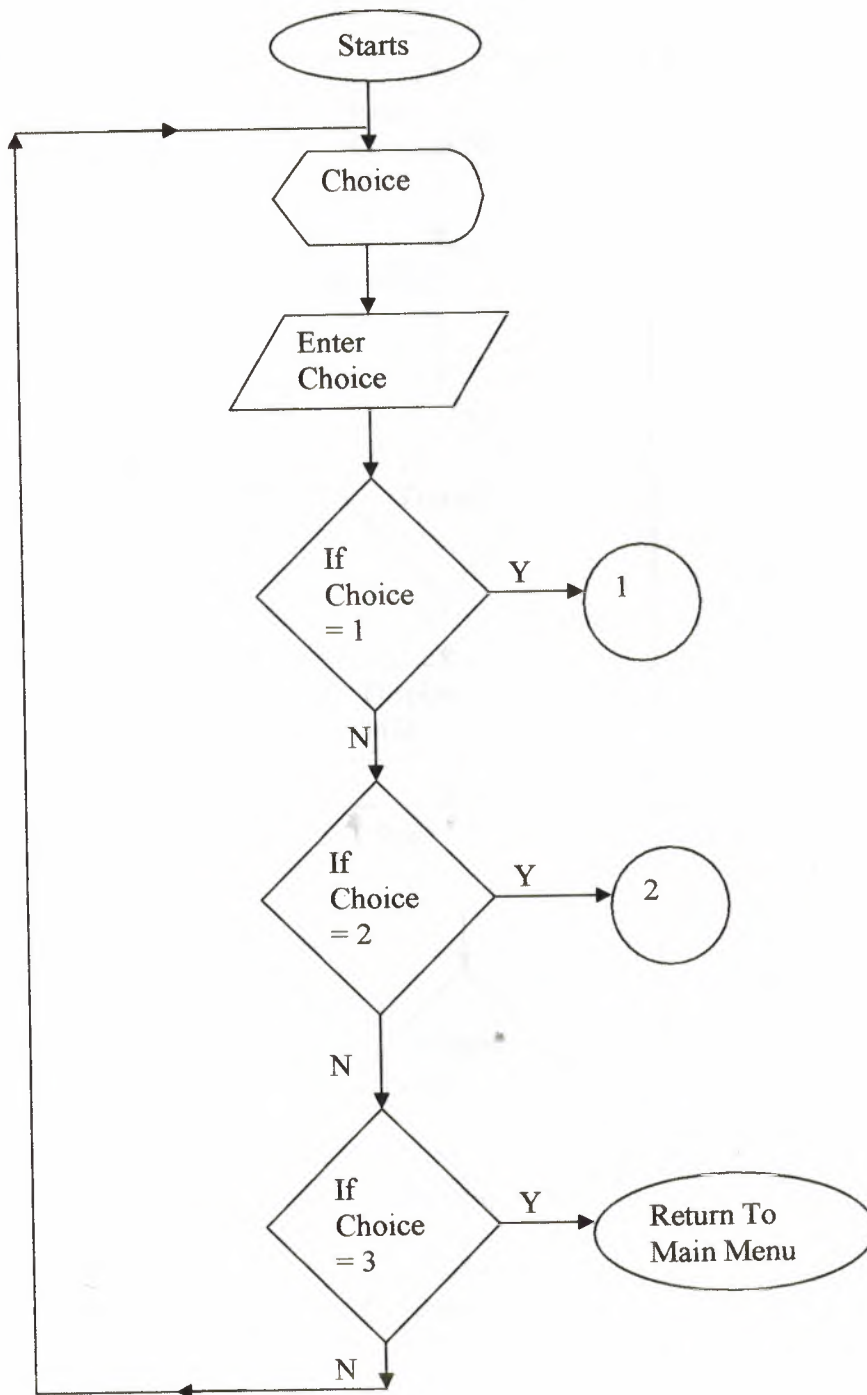 Starts
Choice
Enter
Choice
If
Choice
= 1
Y
1
N
If
Choice
= 2
Y
2
N
If
Choice
= 3
Y
Return To
Main Menu
N